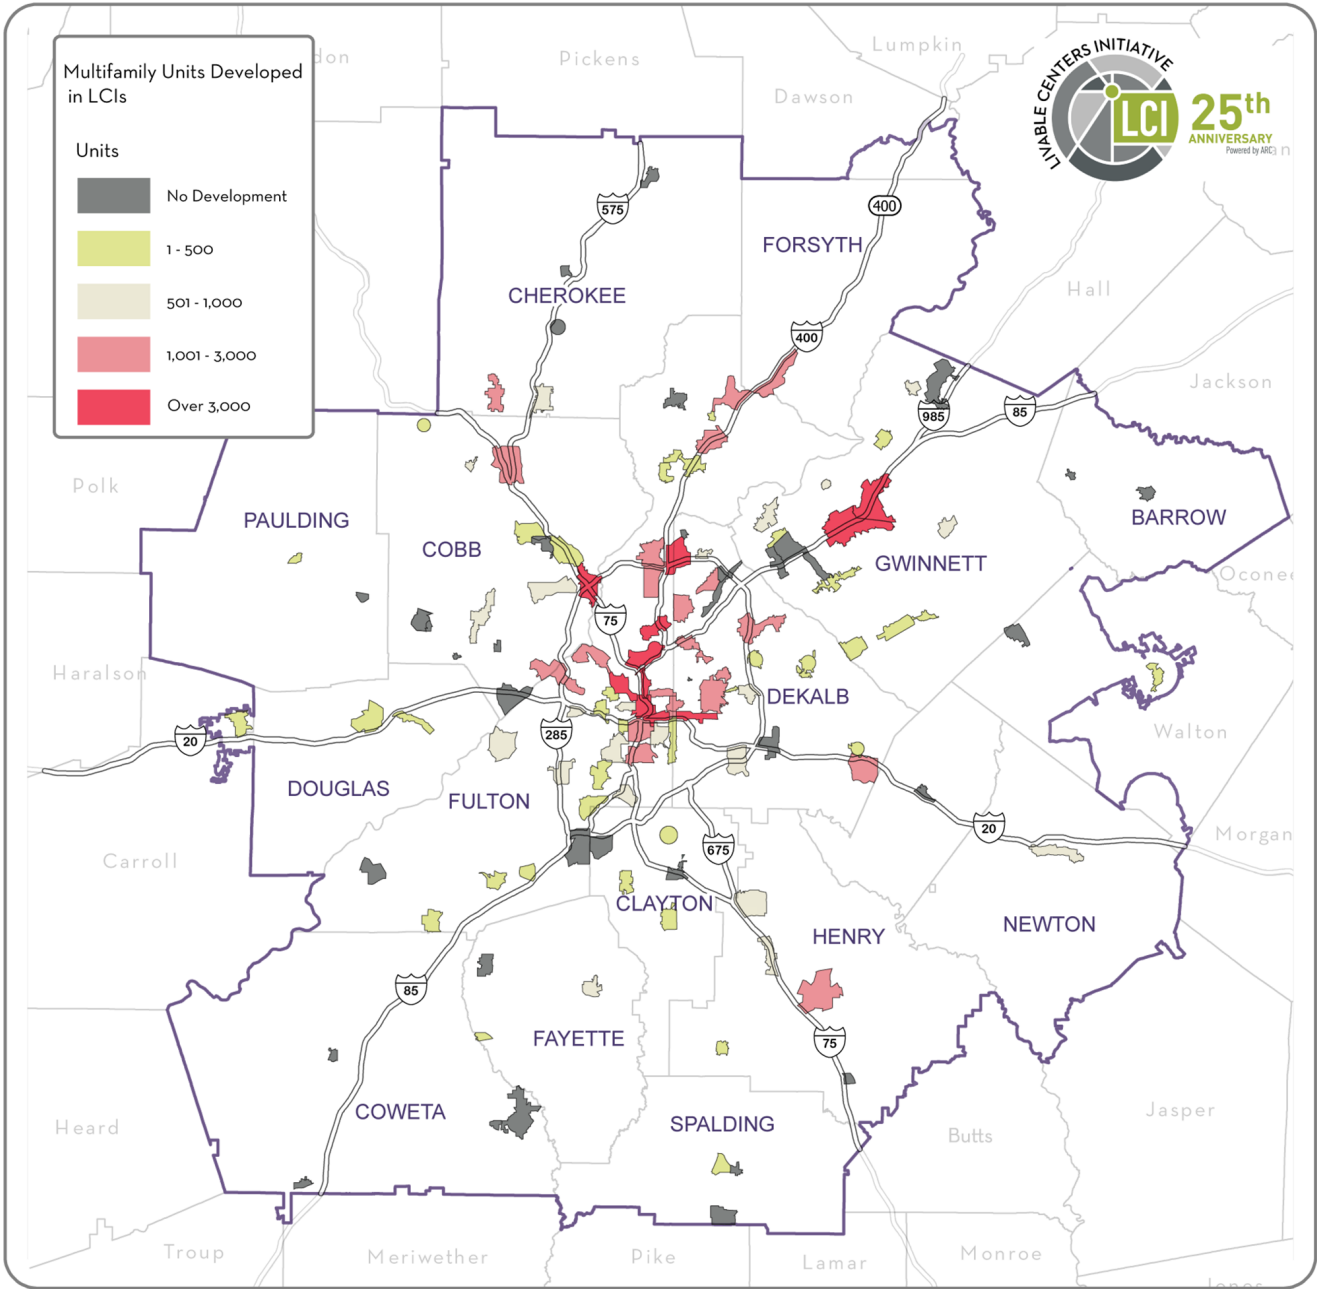 Multifamily Units Developed
in LCIs
Units
No Development
1 - 500
501 - 1,000
1,001 - 3,000
Over 3,000
LIVABLE CENTERS INITIATIVE
LCI
25th
ANNIVERSARY
Powered by ARC
don
Pickens
Lumpkin
Dawson
575
400
FORSYTH
CHEROKEE
Hall
400
Jackson
985
85
Polk
PAULDING
COBB
BARROW
GWINNETT
Oconee
75
Haralson
DEKALB
20
285
Walton
DOUGLAS
FULTON
20
Morgan
Carroll
675
CLAYTON
HENRY
NEWTON
85
FAYETTE
75
COWETA
SPALDING
Jasper
Heard
Butts
Troup
Meriwether
Pike
Lamar
Monroe